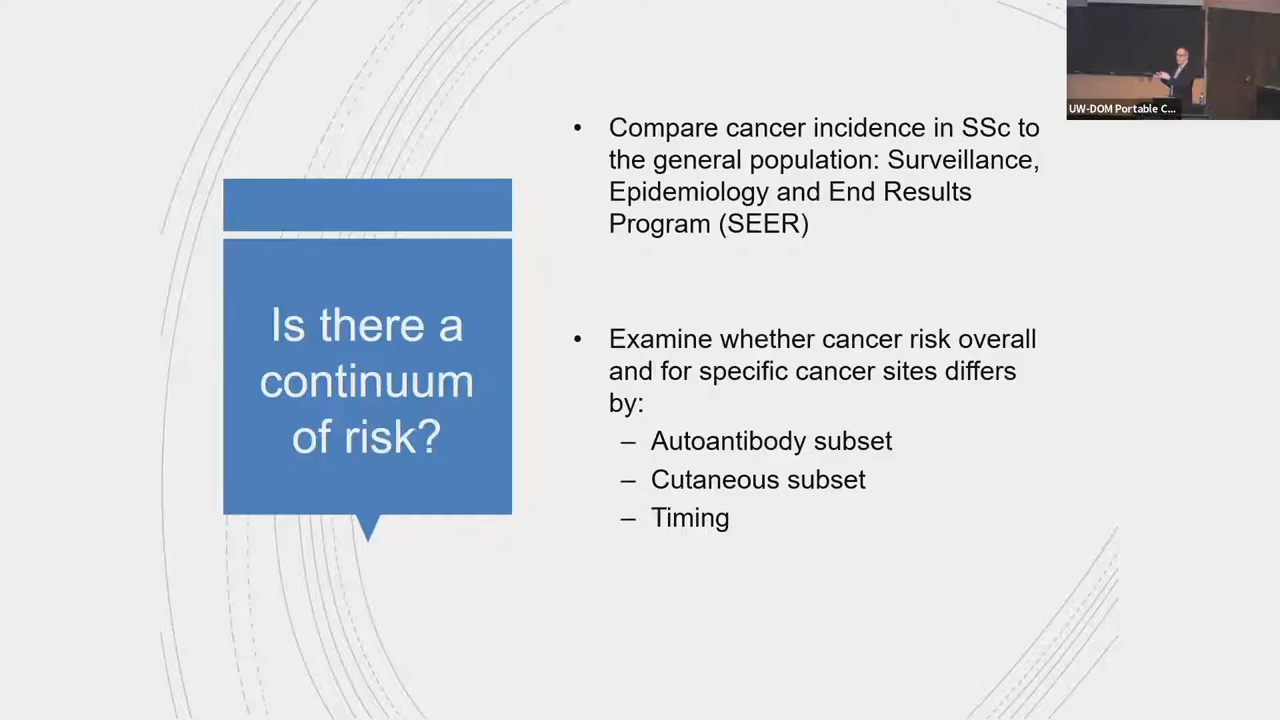 UW-DOM Portable C...
Is there a
continuum
of risk?
• Compare cancer incidence in SSc to
the general population: Surveillance,
Epidemiology and End Results
Program (SEER)
• Examine whether cancer risk overall
and for specific cancer sites differs
by:
– Autoantibody subset
– Cutaneous subset
– Timing